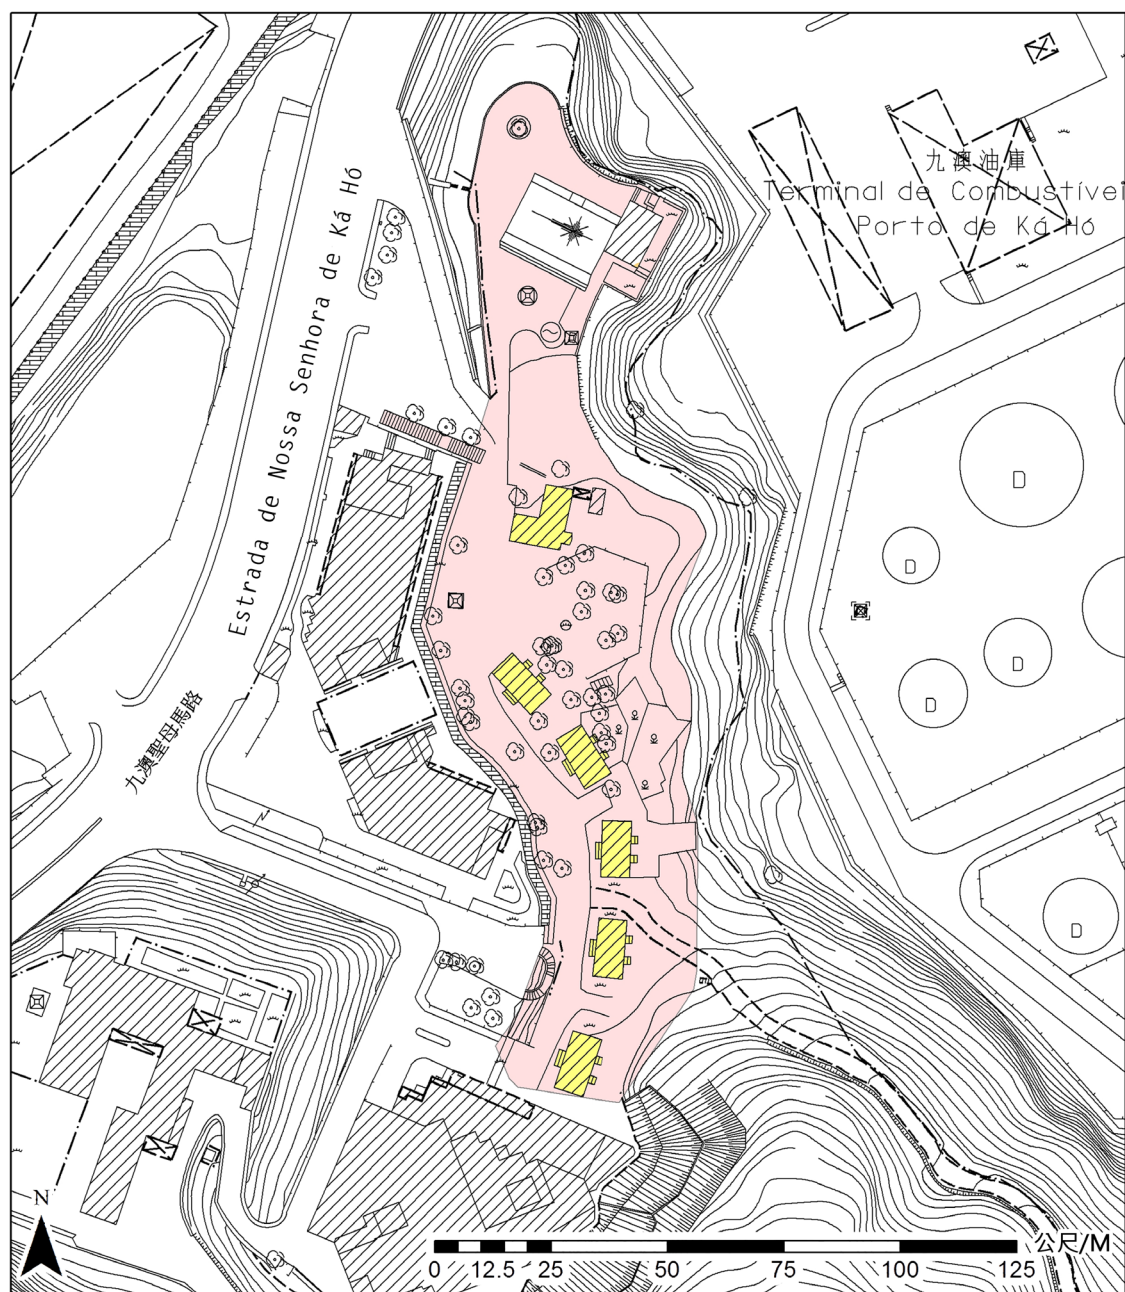 九澳油庫
Terminal de Combustívei
Porto de Ká Hó
Estrada de Nossa Senhora de Ká Hó
九澳聖母馬路
D
D
D
D
D
N
公尺/M
0 12.5 25 50 75 100 125